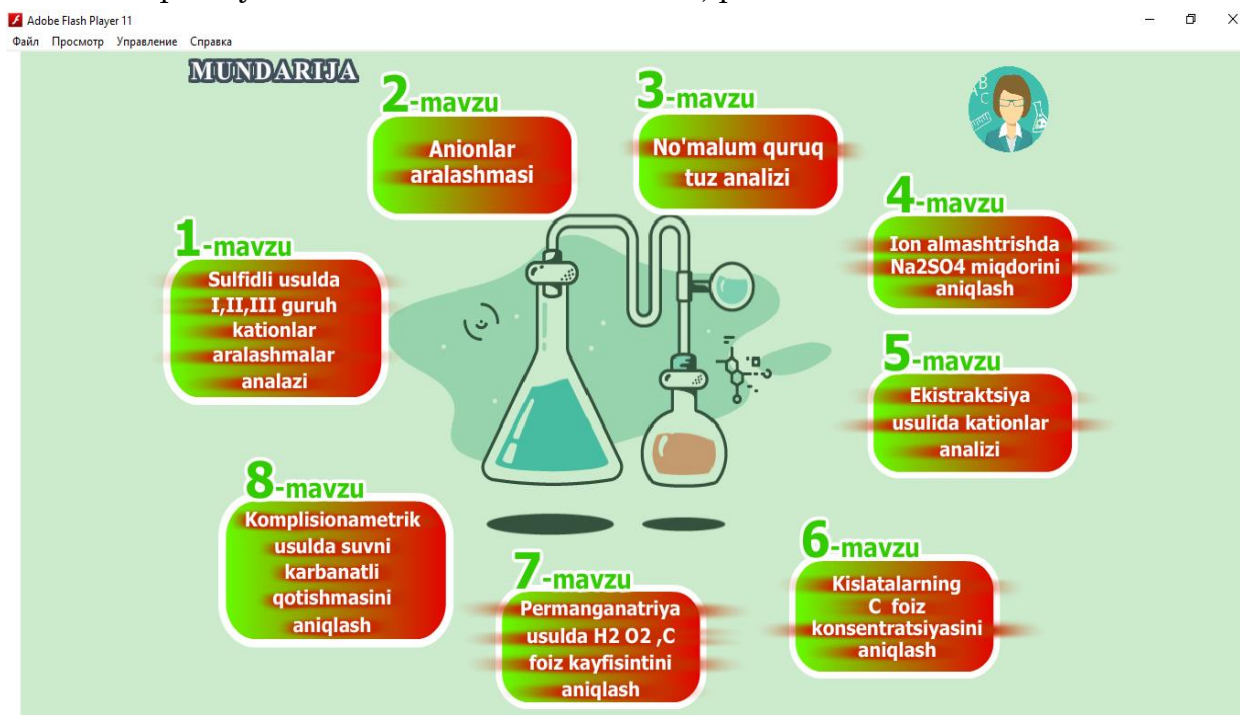 Adobe Flash Player 11
Файл Просмотр Управление Справка
MUNDARIJA
1-mavzu
Sulfidli usulda
I,II,III guruh
kationlar
aralashmalar
analazi
2-mavzu
Anionlar
aralashmasi
3-mavzu
No'malum quruq
tuz analizi
ABC
4-mavzu
Ion almashtrishda
Na2SO4 miqdorini
aniqlash
5-mavzu
Ekistraktsiya
usulida kationlar
analizi
6-mavzu
Kislatalarning
C foiz
konsentratsiyasini
aniqlash
7-mavzu
Permanganatriya
usulda H2 O2 ,C
foiz kayfisintini
aniqlash
8-mavzu
Komplisionametrik
usulda suvni
karbanatli
qotishmasini
aniqlash